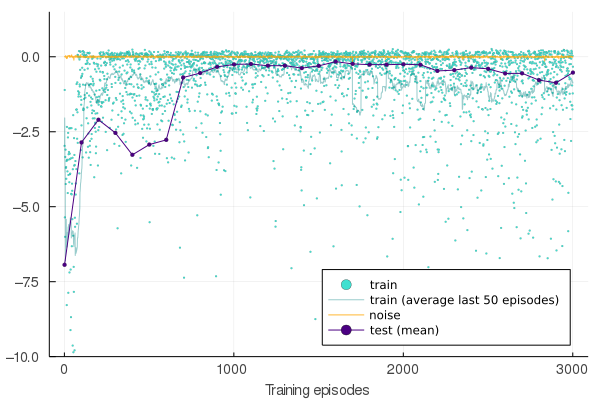 0.0
−2.5
−5.0
−7.5
−10.0
0
1000
2000
3000
Training episodes
train
train (average last 50 episodes)
noise
test (mean)